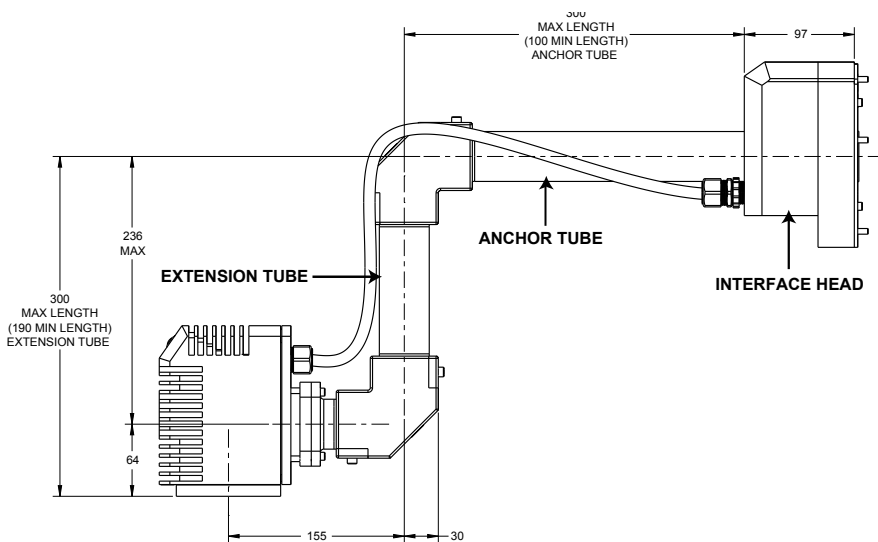 300
MAX LENGTH
(100 MIN LENGTH)
ANCHOR TUBE
97
236
MAX
ANCHOR TUBE
EXTENSION TUBE
INTERFACE HEAD
300
MAX LENGTH
(190 MIN LENGTH)
EXTENSION TUBE
64
155
30